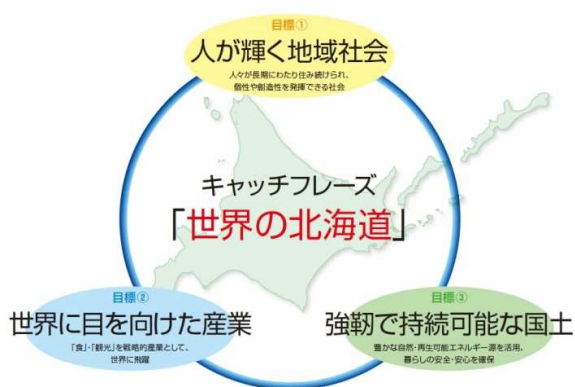 目標①
人が輝く地域社会
人々が長期にわたり住み続けられ、
個性や創造性を発揮できる社会
キャッチフレーズ
「世界の北海道」
目標②
世界に目を向けた産業
「食」・「観光」を戦略的産業として、
世界に飛躍
目標③
強靭で持続可能な国土
豊かな自然・再生可能エネルギー源を活用、
暮らしの安全・安心を確保